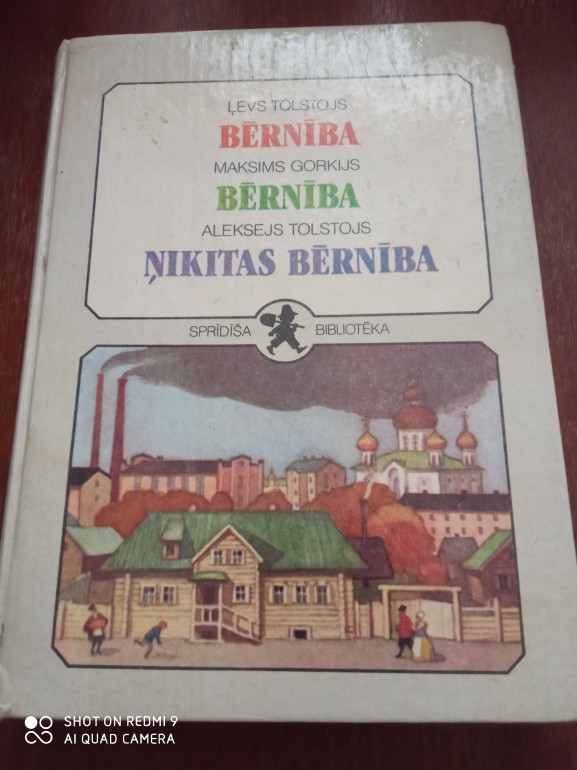 ĻEVS TOLSTOJS
BĒRNĪBA
MAKSIMS GORKIJS
BĒRNĪBA
ALEKSEJS TOLSTOJS
ŅIKITAS BĒRNĪBA
SPRĪDĪŠA BIBLIOTĒKA
SHOT ON REDMI 9
AI QUAD CAMERA